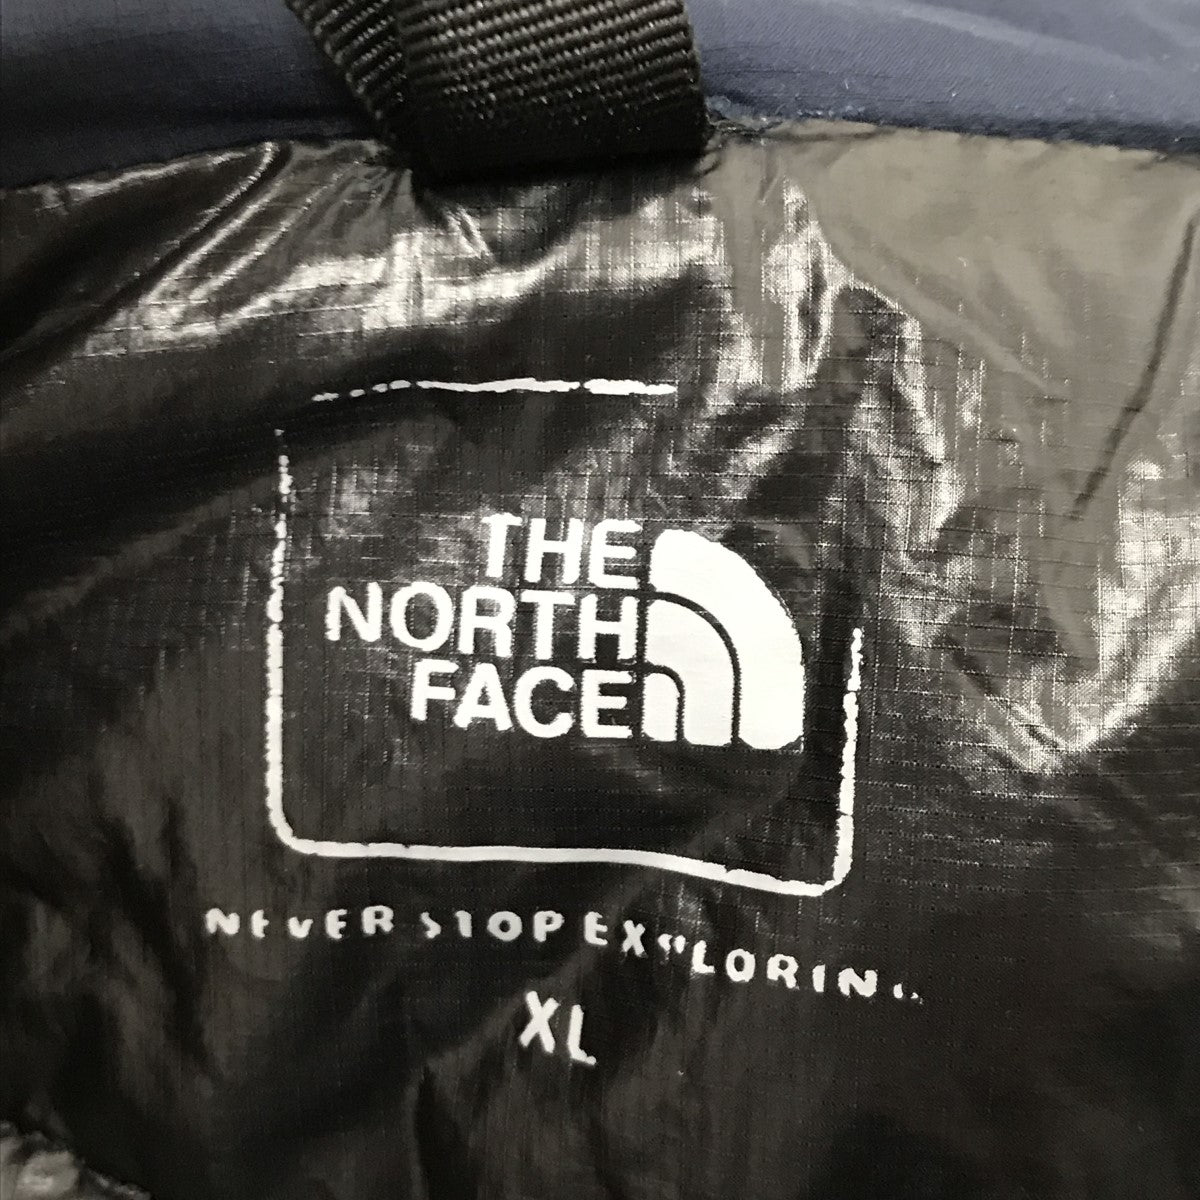 THE
NORTH
FACE
NEVER STOP EXPLORING
XL